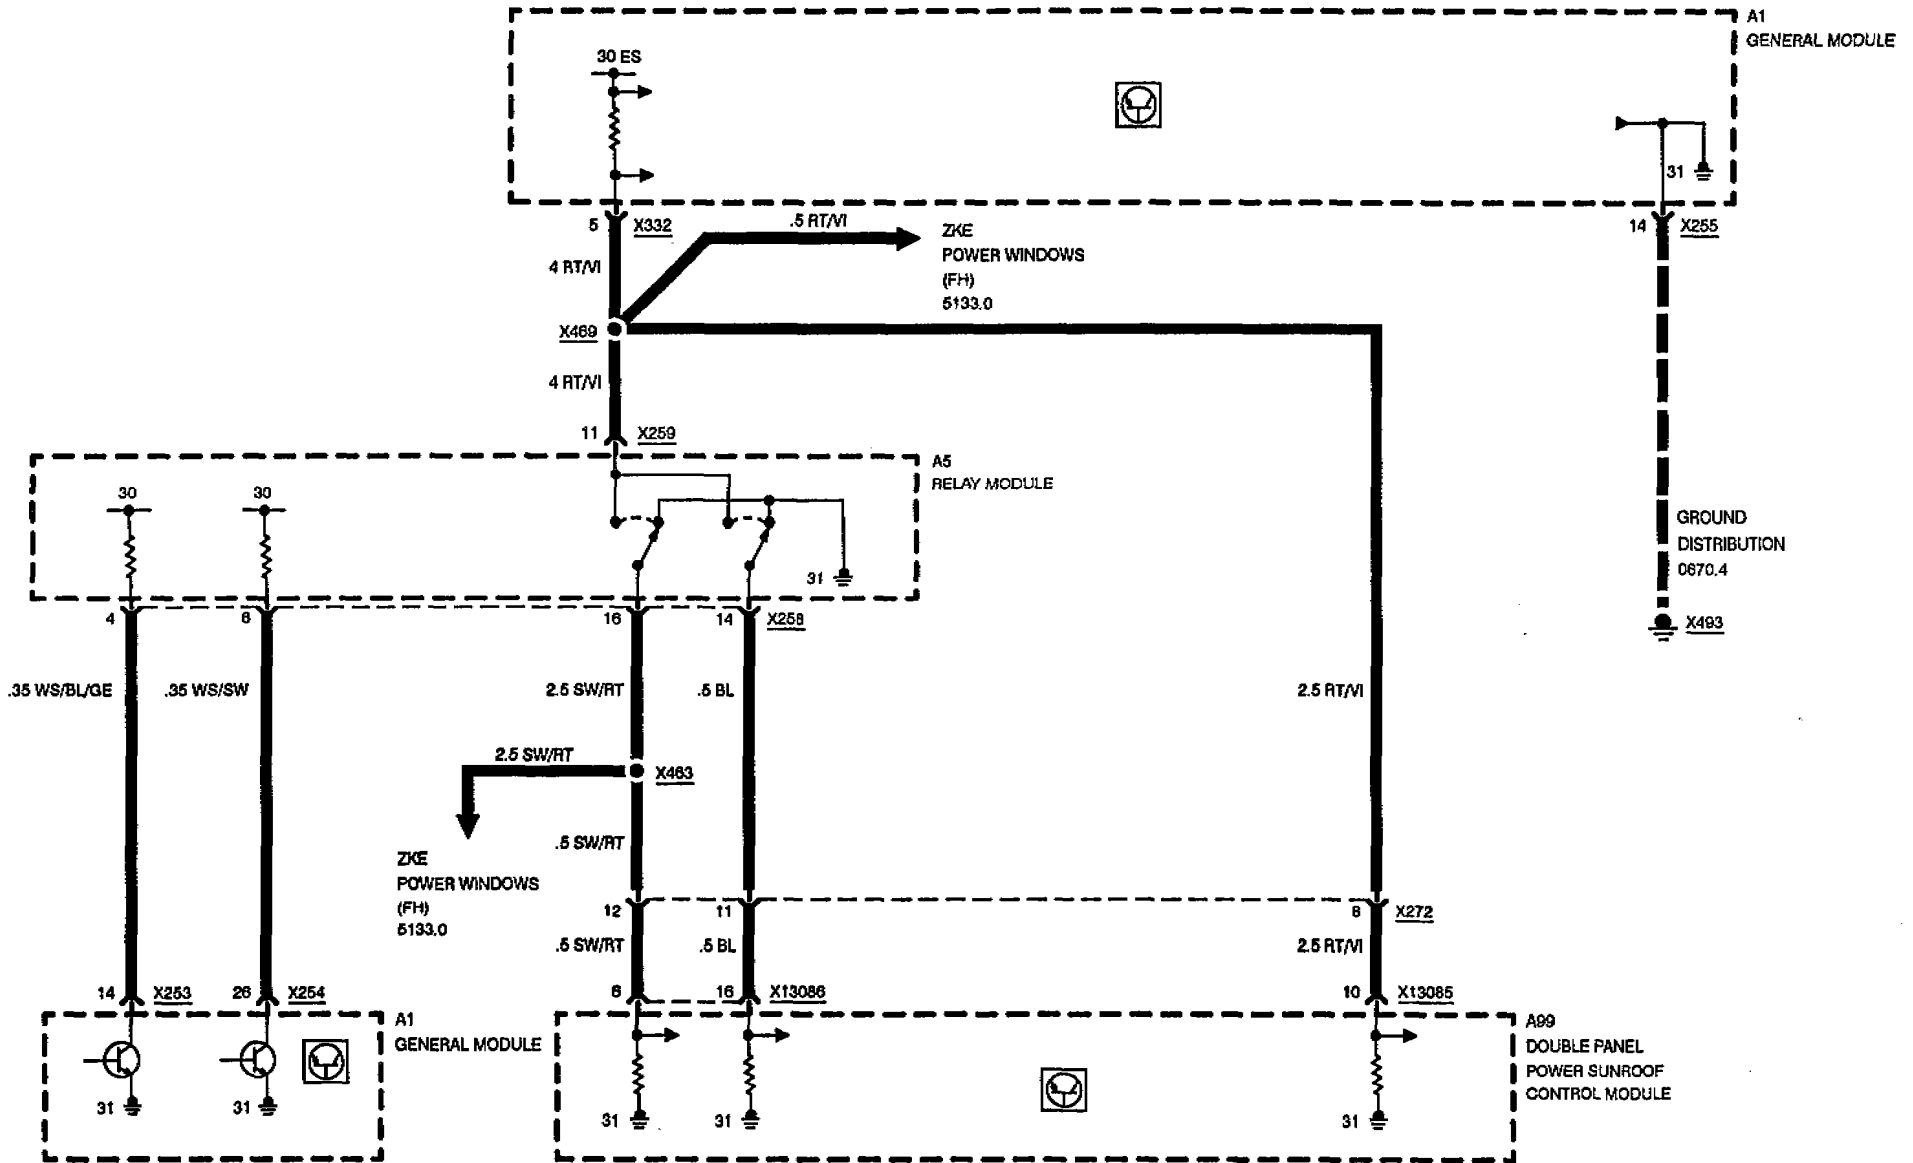 A1
GENERAL MODULE
30 ES
31
5
X332
.5 RT/VI
ZKE
POWER WINDOWS
(FH)
5133.0
14
X255
4 RT/VI
X469
4 RT/VI
11
X259
A5
RELAY MODULE
30
30
31
GROUND
DISTRIBUTION
0670.4
4
8
16
14
X258
X493
.35 WS/BL/GE
.35 WS/SW
2.5 SW/RT
.5 BL
2.5 RT/VI
2.5 SW/RT
X463
.5 SW/RT
ZKE
POWER WINDOWS
(FH)
5133.0
12
11
8
X272
.5 SW/RT
.5 BL
2.5 RT/VI
14
X253
26
X254
6
16
X13086
10
X13085
A1
GENERAL MODULE
A99
DOUBLE PANEL
POWER SUNROOF
CONTROL MODULE
31
31
31
31
31